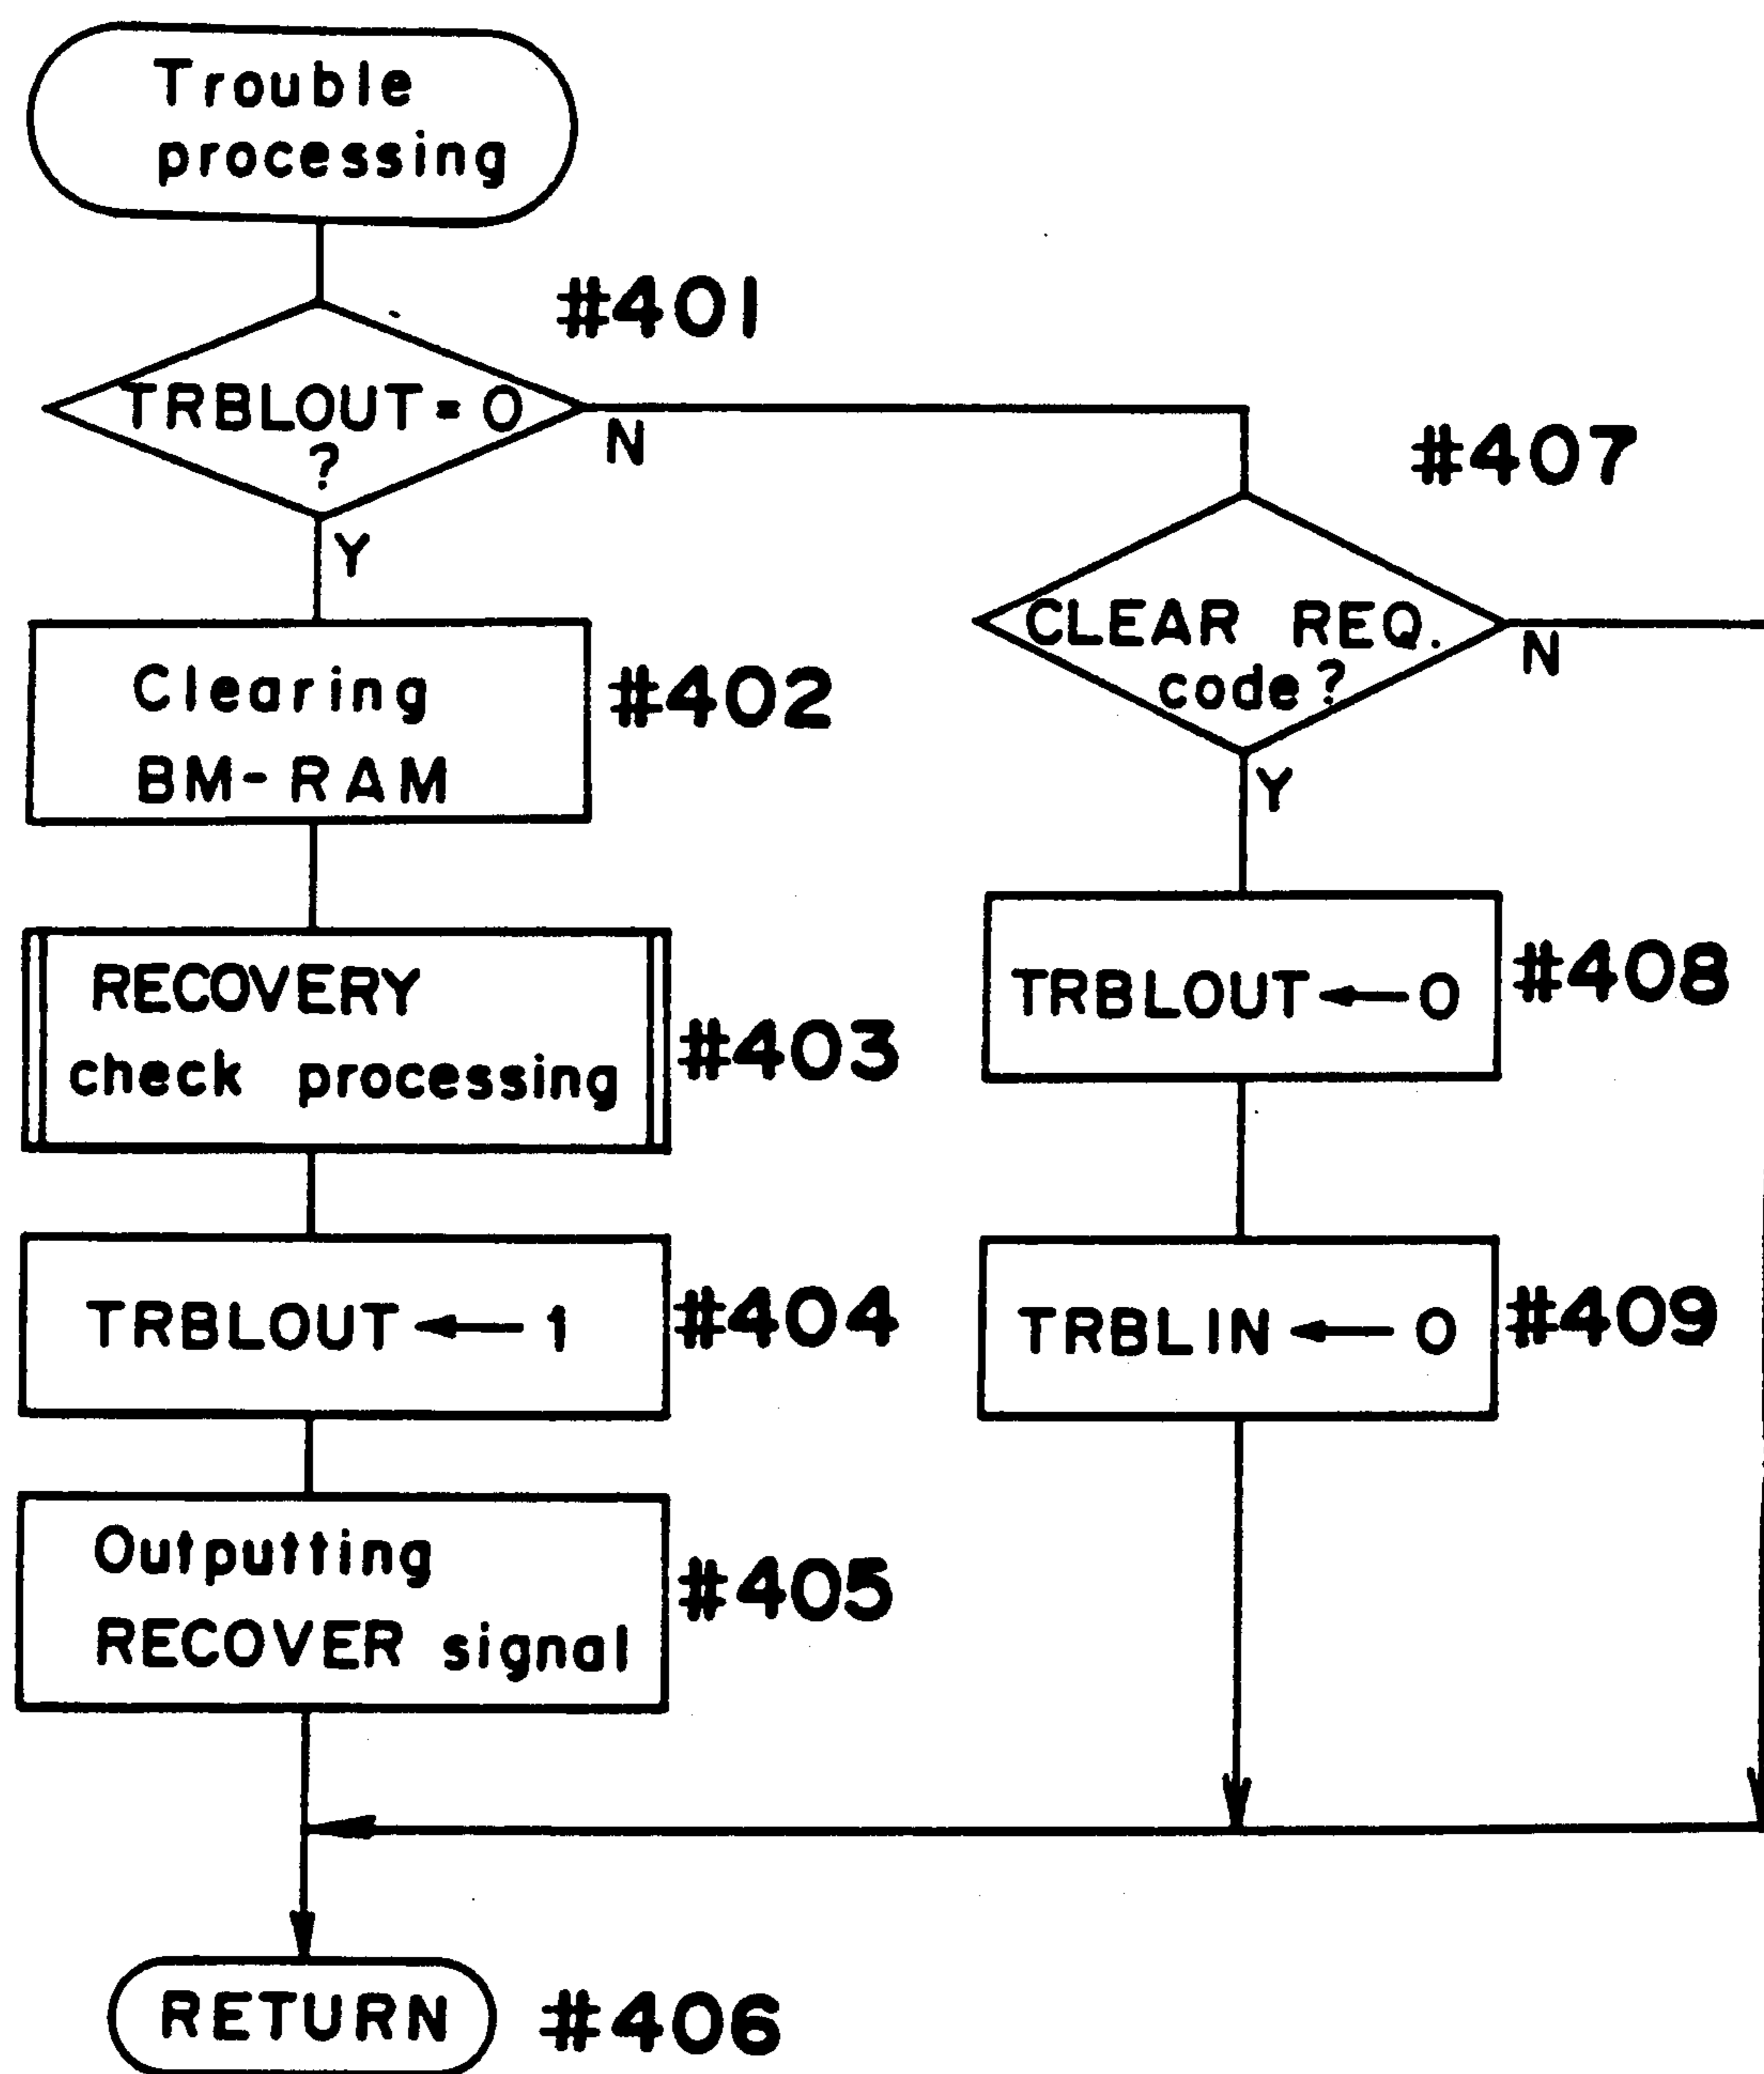 Trouble
processing
#401
TRBLOUT = 0
?
N
Y
Clearing
BM-RAM
#402
RECOVERY
check processing
#403
TRBLOUT ← 1
#404
Outputting
RECOVER signal
#405
RETURN
#406
#407
CLEAR REQ.
code?
N
Y
TRBLOUT ← 0
#408
TRBLIN ← 0
#409